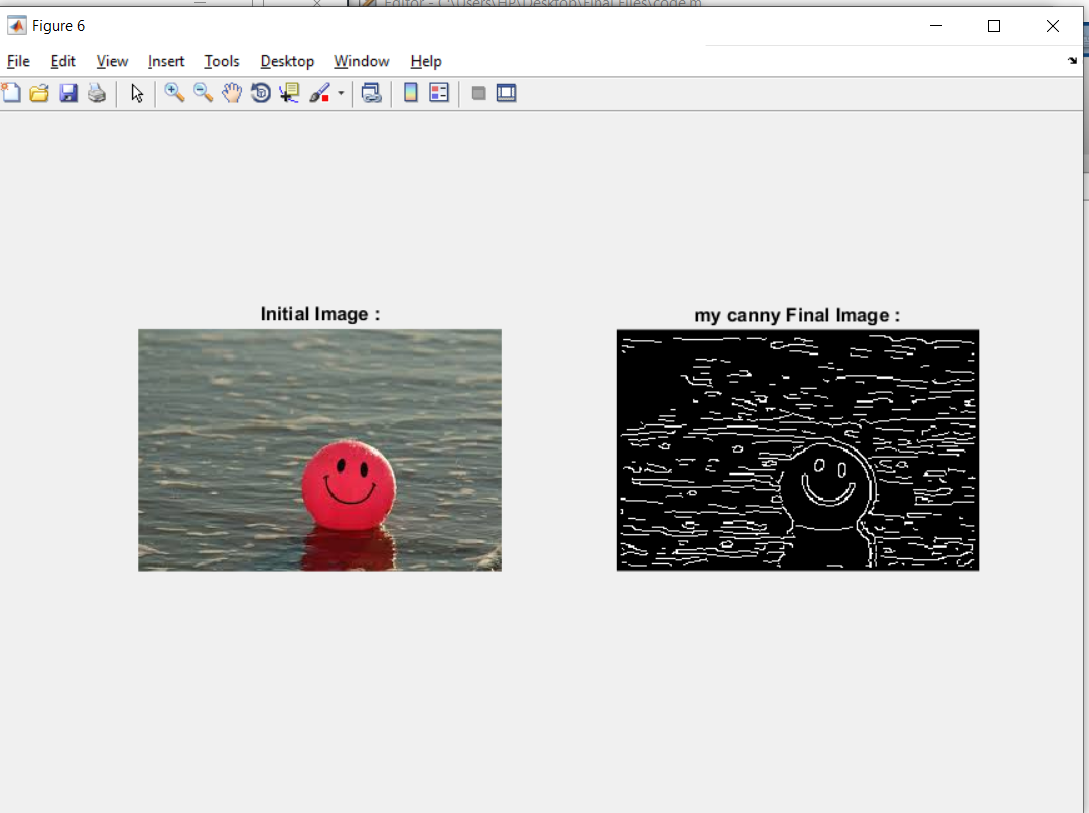 Editor - C:\Users\HP\Desktop\Final Files\code.m
Figure 6
File Edit View Insert Tools Desktop Window Help
Initial Image :
my canny Final Image :